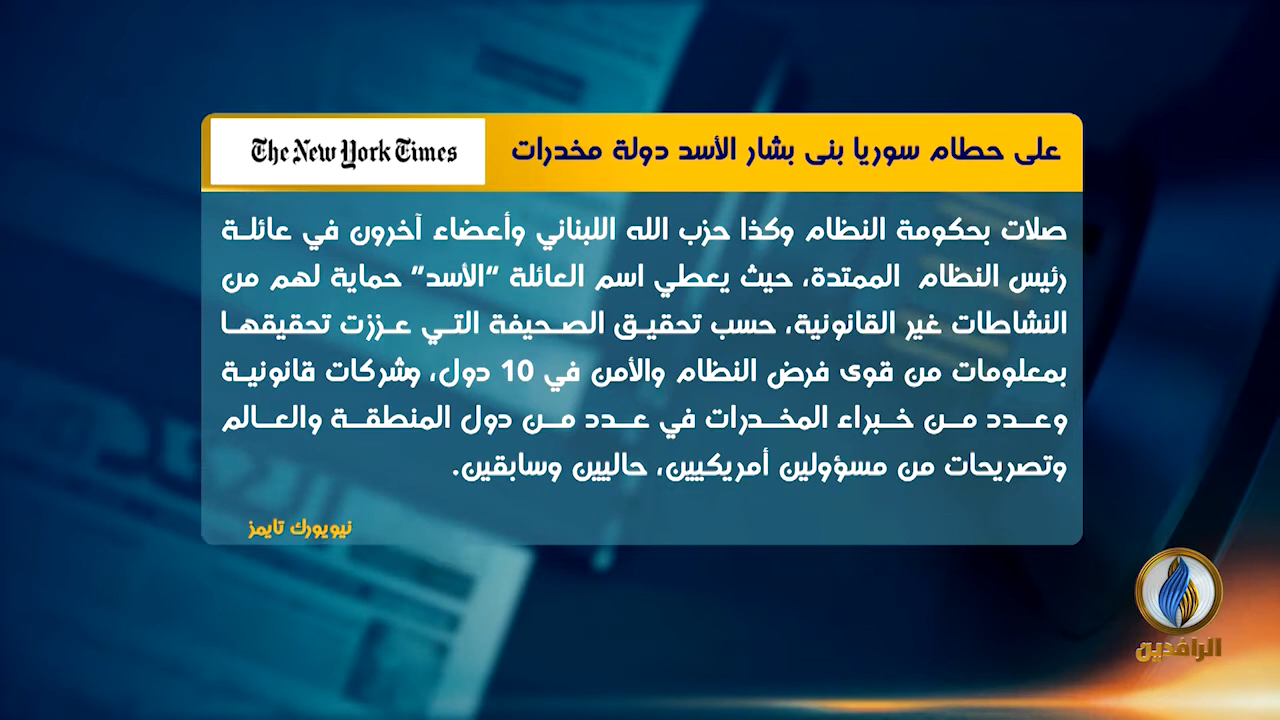 على حطام سوريا بنى بشار الأسد دولة مخدرات
The New York Times
صلات بحكومة النظام وكذا حزب الله اللبناني وأعضاء آخرون في عائلة
رئيس النظام الممتدة، حيث يعطي اسم العائلة "الأسد" حماية لهم من
النشاطات غير القانونية، حسب تحقيق الصحيفة التي عززت تحقيقها
بمعلومات من قوى فرض النظام والأمن في 10 دول، وشركات قانونية
وعدد من خبراء المخدرات في عدد من دول المنطقة والعالم
وتصريحات من مسؤولين أمريكيين، حاليين وسابقين.
نيويورك تايمز
الرافدين